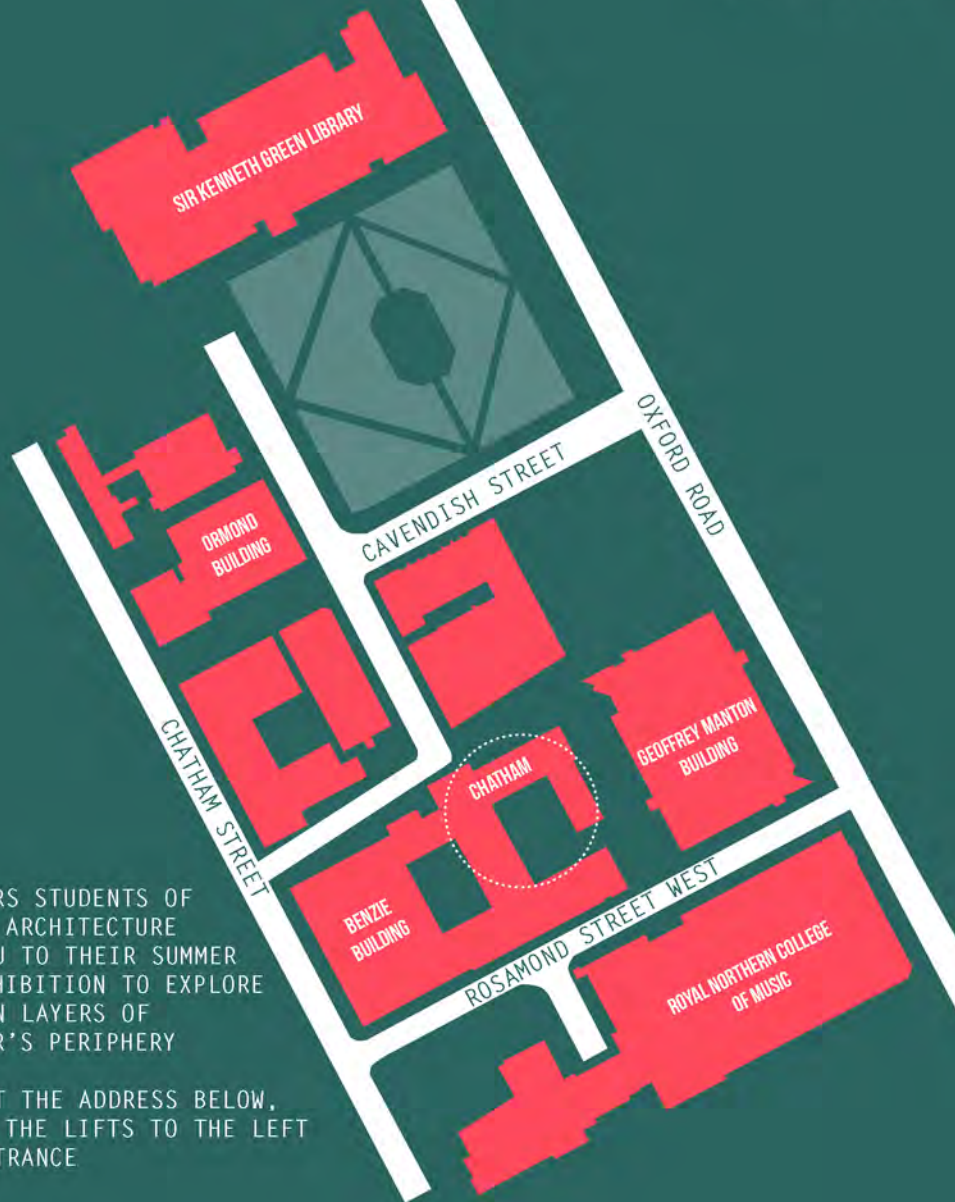 SIR KENNETH GREEN LIBRARY
OXFORD ROAD
CAVENDISH STREET
ORMOND
BUILDING
CHATHAM STREET
GEOFFREY MANTON
BUILDING
CHATHAM
BENZIE
BUILDING
ROSAMOND STREET WEST
ROYAL NORTHERN COLLEGE
OF MUSIC
STUDENTS OF
ARCHITECTURE
TO THEIR SUMMER
TO EXPLORE
LAYERS OF
PERIPHERY
THE ADDRESS BELOW,
THE LIFTS TO THE LEFT